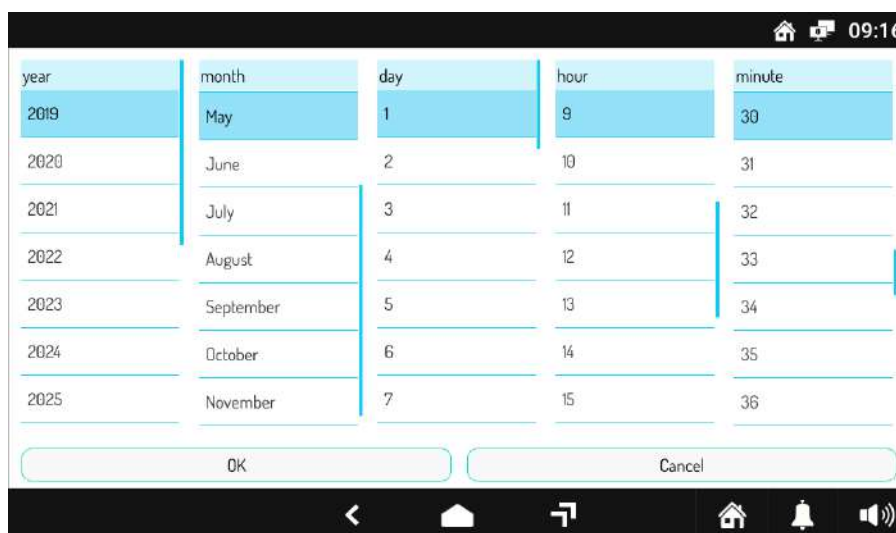 09:16
year month day hour minute
2019 May 1 9 30
2020 June 2 10 31
2021 July 3 11 32
2022 August 4 12 33
2023 September 5 13 34
2024 October 6 14 35
2025 November 7 15 36
OK Cancel